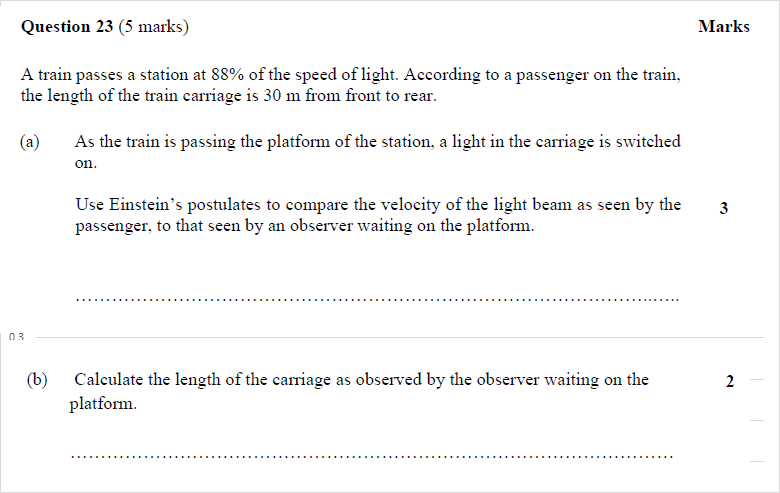 Question 23 (5 marks) Marks
A train passes a station at 88% of the speed of light. According to a passenger on the train,
the length of the train carriage is 30 m from front to rear.
(a) As the train is passing the platform of the station, a light in the carriage is switched
on.
Use Einstein's postulates to compare the velocity of the light beam as seen by the 3
passenger, to that seen by an observer waiting on the platform.
03
(b) Calculate the length of the carriage as observed by the observer waiting on the 2
platform.